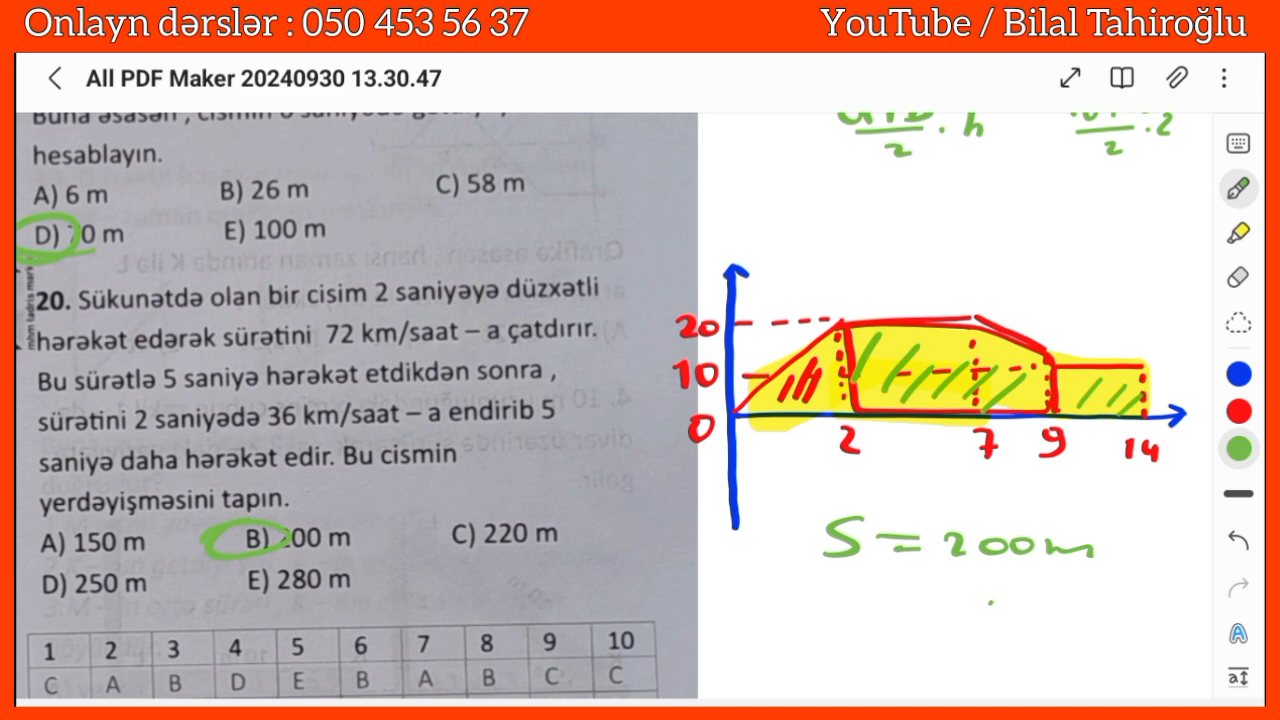 Onlayn dərslər : 050 453 56 37
YouTube / Bilal Tahiroğlu
All PDF Maker 20240930 13.30.47
hesablayın.
A) 6 m B) 26 m C) 58 m
D) 70 m E) 100 m
20. Sükunətdə olan bir cisim 2 saniyəyə düzxətli
hərəkət edərək sürətini 72 km/saat – a çatdırır.
Bu sürətlə 5 saniyə hərəkət etdikdən sonra ,
sürətini 2 saniyədə 36 km/saat – a endirib 5
saniyə daha hərəkət edir. Bu cismin
yerdəyişməsini tapın.
A) 150 m B) 200 m C) 220 m
D) 250 m E) 280 m
1 2 3 4 5 6 7 8 9 10
C A B D E B A B C C
20
10
0
2 7 9 14
S = 200m